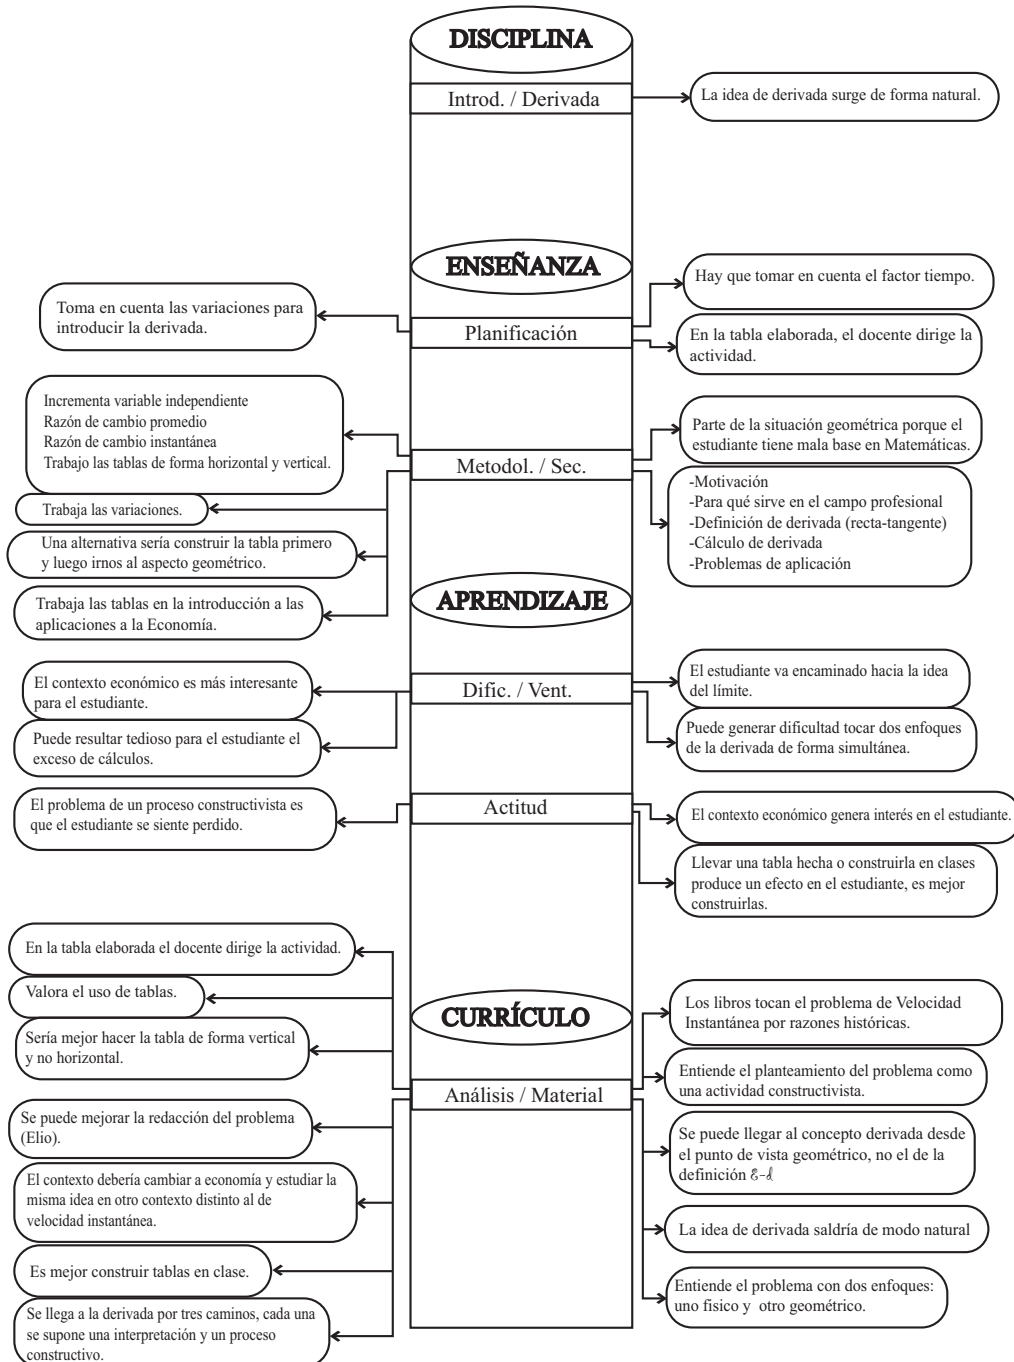 DISCIPLINA
Introd. / Derivada
La idea de derivada surge de forma natural.
ENSEÑANZA
Hay que tomar en cuenta el factor tiempo.
Toma en cuenta las variaciones para
introducir la derivada.
Planificación
En la tabla elaborada, el docente dirige la
actividad.
Incrementa variable independiente
Razón de cambio promedio
Razón de cambio instantánea
Trabajo las tablas de forma horizontal y vertical.
Parte de la situación geométrica porque el
estudiante tiene mala base en Matemáticas.
Metodol. / Sec.
-Motivación
-Para qué sirve en el campo profesional
-Definición de derivada (recta-tangente)
-Cálculo de derivada
-Problemas de aplicación
Trabaja las variaciones.
Una alternativa sería construir la tabla primero
y luego irnos al aspecto geométrico.
Trabaja las tablas en la introducción a las
aplicaciones a la Economía.
APRENDIZAJE
El contexto económico es más interesante
para el estudiante.
Dific. / Vent.
El estudiante va encaminado hacia la idea
del límite.
Puede resultar tedioso para el estudiante el
exceso de cálculos.
Puede generar dificultad tocar dos enfoques
de la derivada de forma simultánea.
El problema de un proceso constructivista es
que el estudiante se siente perdido.
Actitud
El contexto económico genera interés en el estudiante.
Llevar una tabla hecha o construirla en clases
produce un efecto en el estudiante, es mejor
construirlas.
En la tabla elaborada el docente dirige la actividad.
Valora el uso de tablas.
CURRÍCULO
Los libros tocan el problema de Velocidad
Instantánea por razones históricas.
Sería mejor hacer la tabla de forma vertical
y no horizontal.
Entiende el planteamiento del problema como
una actividad constructivista.
Análisis / Material
Se puede mejorar la redacción del problema
(Elio).
Se puede llegar al concepto derivada desde
el punto de vista geométrico, no el de la
definición ε-d
El contexto debería cambiar a economía y estudiar la
misma idea en otro contexto distinto al de
velocidad instantánea.
La idea de derivada saldría de modo natural
Es mejor construir tablas en clase.
Entiende el problema con dos enfoques:
uno físico y otro geométrico.
Se llega a la derivada por tres caminos, cada una
se supone una interpretación y un proceso
constructivo.